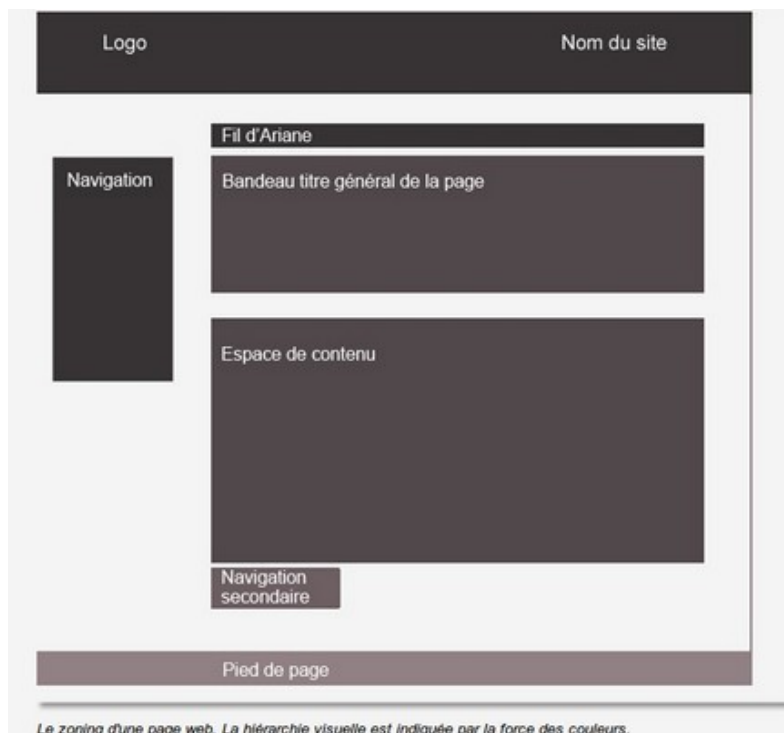 Logo
Nom du site
Fil d'Ariane
Navigation
Bandeau titre général de la page
Espace de contenu
Navigation
secondaire
Pied de page
Le zoning d'une page web. La hiérarchie visuelle est indiquée par la force des couleurs.